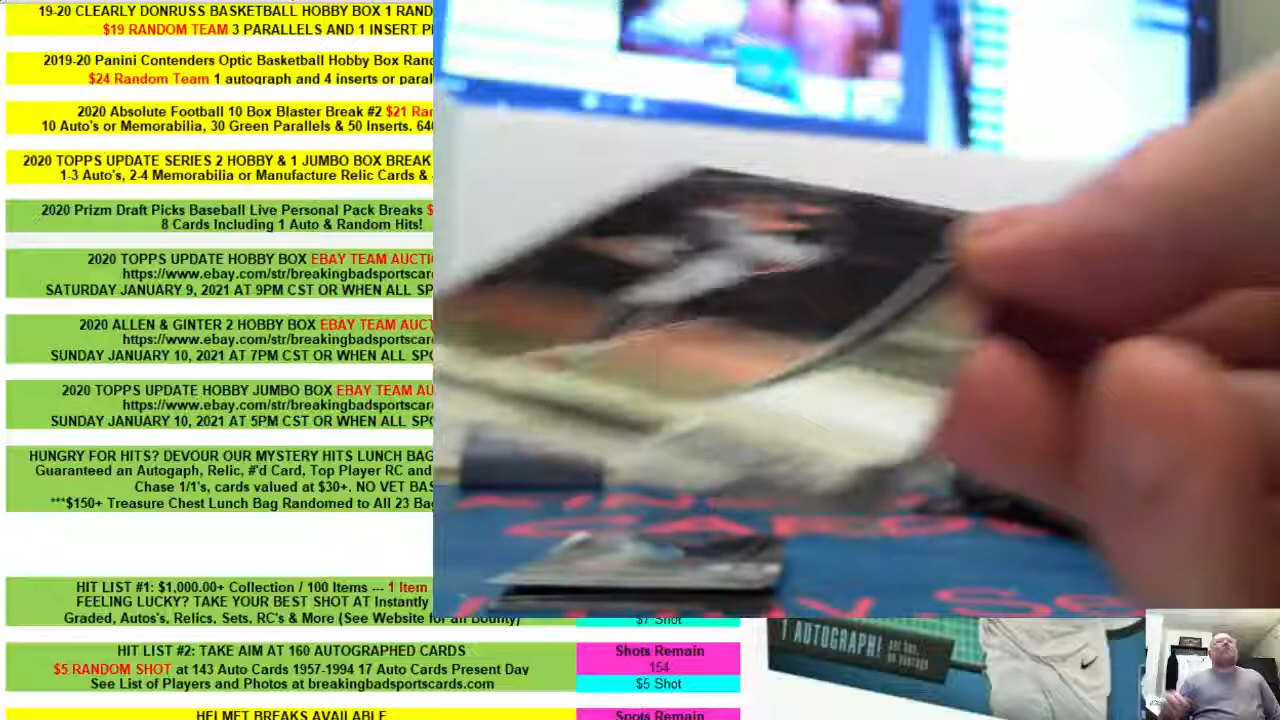 19-20 CLEARLY DONRUSS BASKETBALL HOBBY BOX 1 RAND
$19 RANDOM TEAM 3 PARALLELS AND 1 INSERT P
2019-20 Panini Contenders Optic Basketball Hobby Box Ran
$24 Random Team 1 autograph and 4 inserts or paral
2020 Absolute Football 10 Box Blaster Break #2 $21 Ran
10 Auto's or Memorabilia, 30 Green Parallels & 50 Inserts. 640
2020 TOPPS UPDATE SERIES 2 HOBBY & 1 JUMBO BOX BREAK
1-3 Auto's, 2-4 Memorabilia or Manufacture Relic Cards &
2020 Prizm Draft Picks Baseball Live Personal Pack Breaks $
8 Cards Including 1 Auto & Random Hits!
2020 TOPPS UPDATE HOBBY BOX EBAY TEAM AUCTI
https://www.ebay.com/str/breakingbadsportscar
SATURDAY JANUARY 9, 2021 AT 9PM CST OR WHEN ALL SP
2020 ALLEN & GINTER 2 HOBBY BOX EBAY TEAM AUCT
https://www.ebay.com/str/breakingbadsportscar
SUNDAY JANUARY 10, 2021 AT 7PM CST OR WHEN ALL SPO
2020 TOPPS UPDATE HOBBY JUMBO BOX EBAY TEAM AU
https://www.ebay.com/str/breakingbadsportscar
SUNDAY JANUARY 10, 2021 AT 5PM CST OR WHEN ALL SP
HUNGRY FOR HITS? DEVOUR OUR MYSTERY HITS LUNCH BAG
Guaranteed an Autogaph, Relic, #'d Card, Top Player RC and
Chase 1/1's, cards valued at $30+. NO VET BAS
***$150+ Treasure Chest Lunch Bag Randomed to All 23 Bag
HIT LIST #1: $1,000.00+ Collection / 100 Items --- 1 Item
FEELING LUCKY? TAKE YOUR BEST SHOT AT Instantly
Graded, Autos's, Relics, Sets, RC's & More (See Website for all Bounty)
$7 Shot
HIT LIST #2: TAKE AIM AT 160 AUTOGRAPHED CARDS
$5 RANDOM SHOT at 143 Auto Cards 1957-1994 17 Auto Cards Present Day
See List of Players and Photos at breakingbadsportscards.com
Shots Remain
154
$5 Shot
HELMET BREAKS AVAILABLE
Spots Remain
1 AUTOGRAPH!